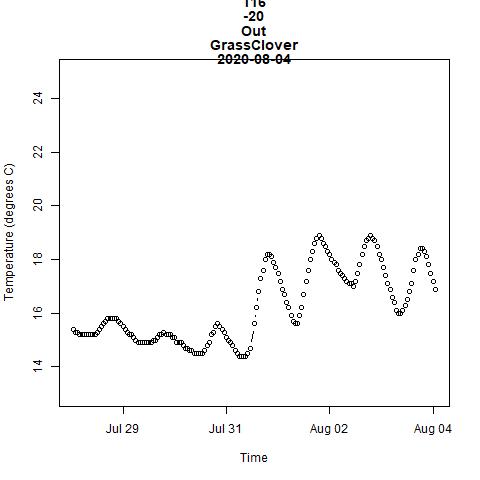 T16
-20
Out
GrassClover
2020-08-04
24
22
20
18
16
14
Temperature (degrees C)
Jul 29
Jul 31
Aug 02
Aug 04
Time